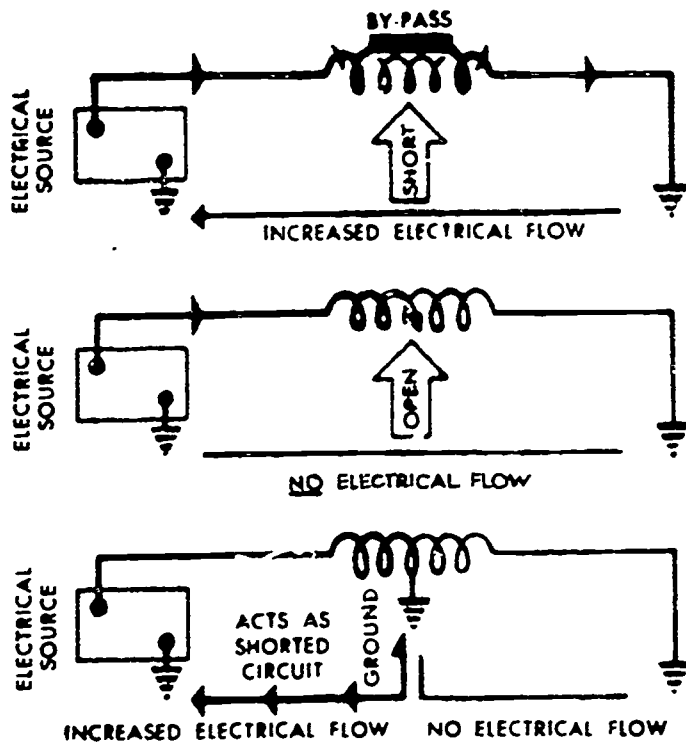 BY-PASS
ELECTRICAL
SOURCE
SHORT
INCREASED ELECTRICAL FLOW
ELECTRICAL
SOURCE
OPEN
NO ELECTRICAL FLOW
ELECTRICAL
SOURCE
ACTS AS
SHORTED
CIRCUIT
GROUND
INCREASED ELECTRICAL FLOW
NO ELECTRICAL FLOW